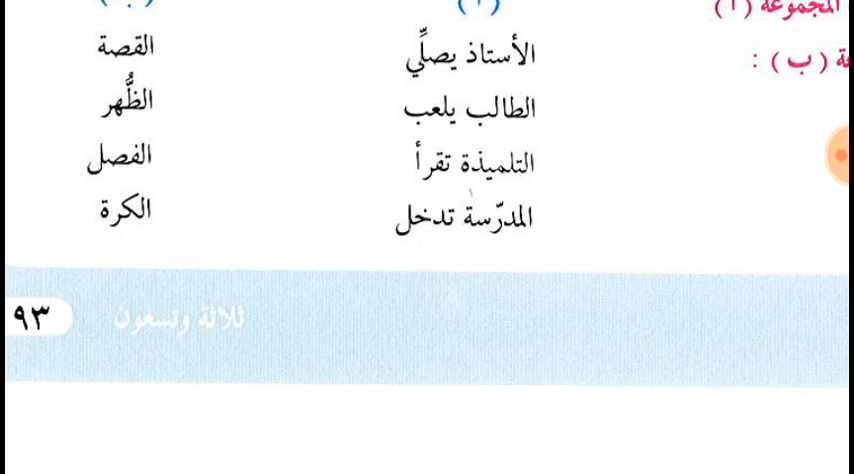 المجموعة (أ)
( ب ) :
الأستاذ يصلِّي القصة
الطالب يلعب الظُّهر
التلميذة تقرأ الفصل
المدرّسة تدخل الكرة
ثلاثة وتسعون ٩٣